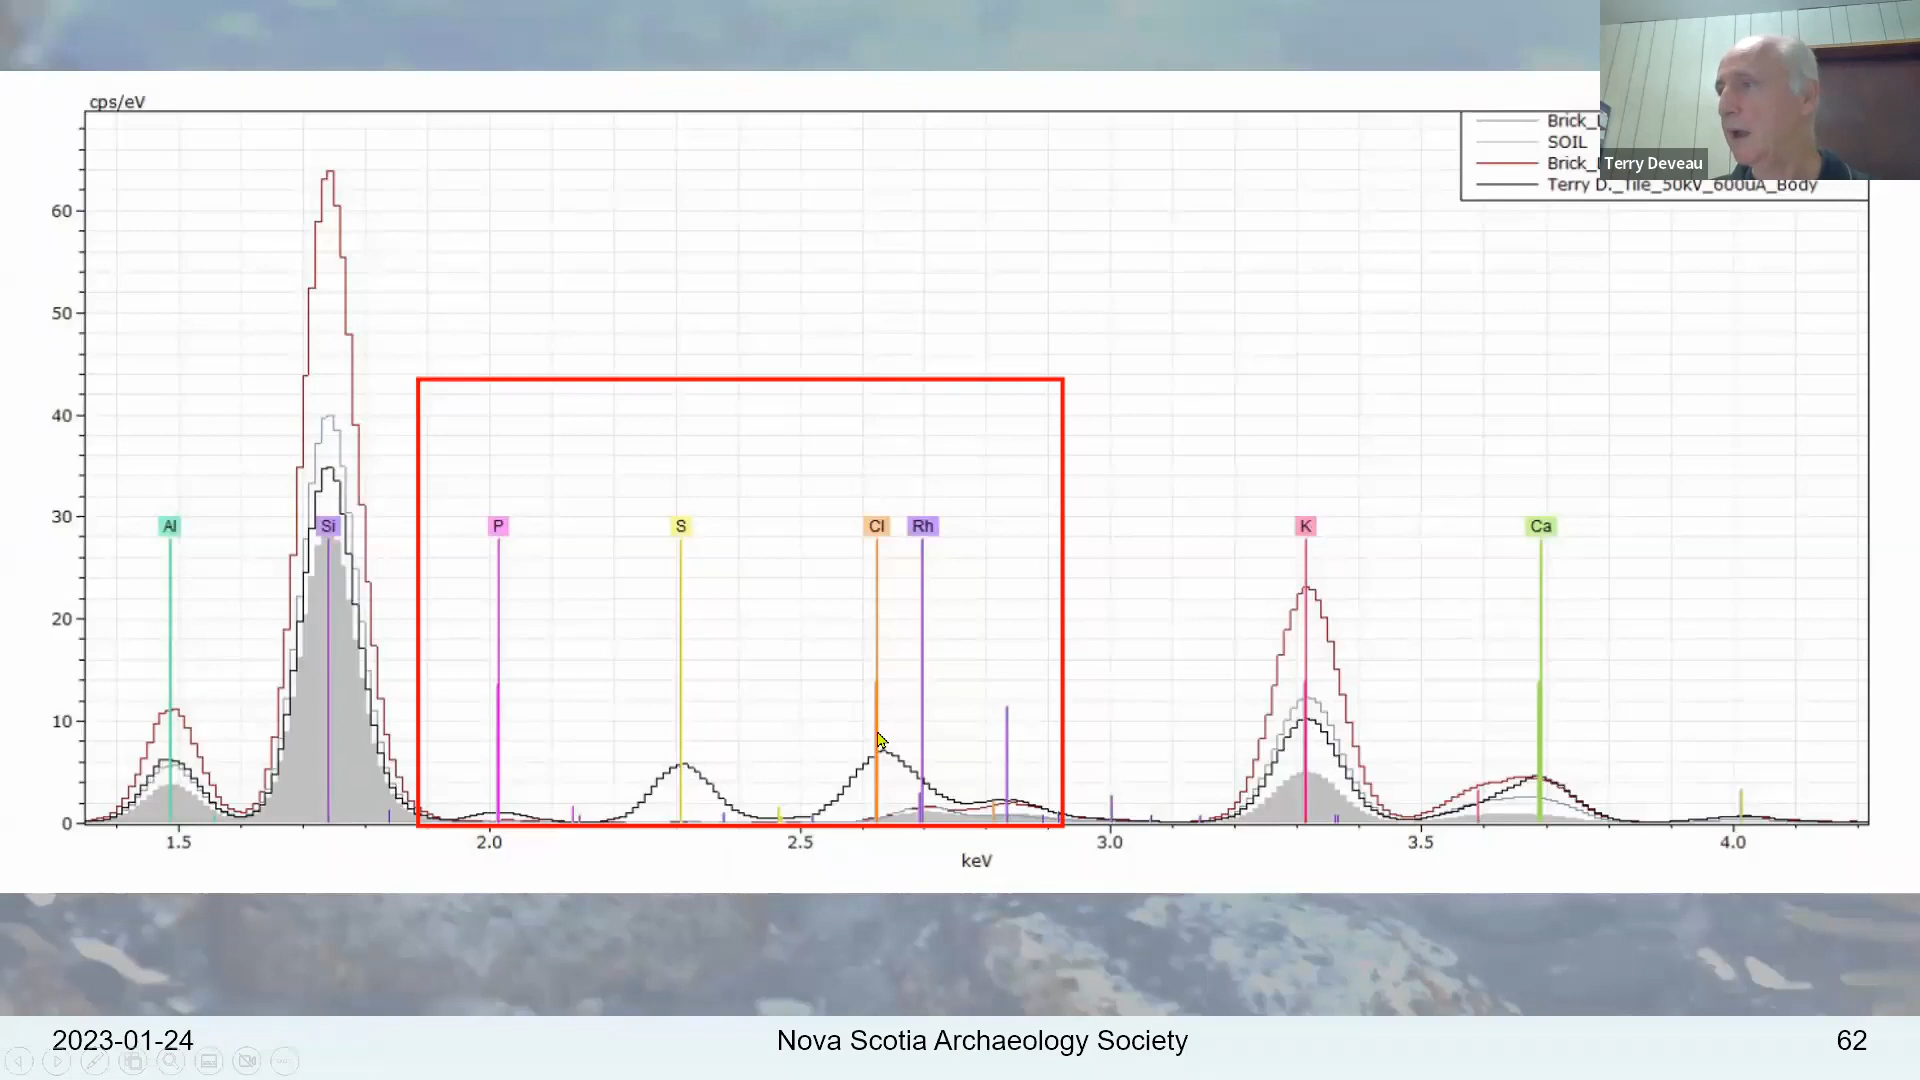 cps/eV
Brick_
SOIL
Brick_
Terry Deveau
Terry D._Tile_50kV_600uA_Body
60
50
40
30
20
10
0
Al
Si
P
S
Cl
Rh
K
Ca
1.5
2.0
2.5
3.0
3.5
4.0
keV
2023-01-24
Nova Scotia Archaeology Society
62